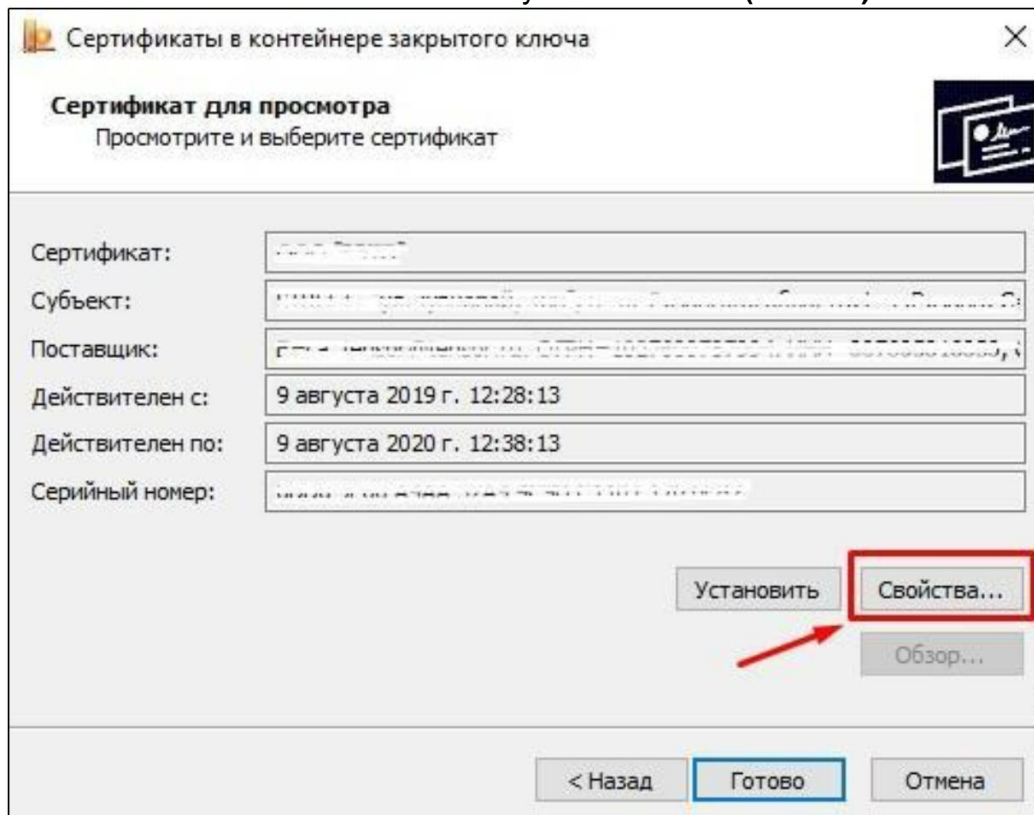 Сертификаты в контейнере закрытого ключа
Сертификат для просмотра
Просмотрите и выберите сертификат
Сертификат:
Субъект:
Поставщик:
Действителен с: 9 августа 2019 г. 12:28:13
Действителен по: 9 августа 2020 г. 12:38:13
Серийный номер:
Установить Свойства...
Обзор...
< Назад Готово Отмена